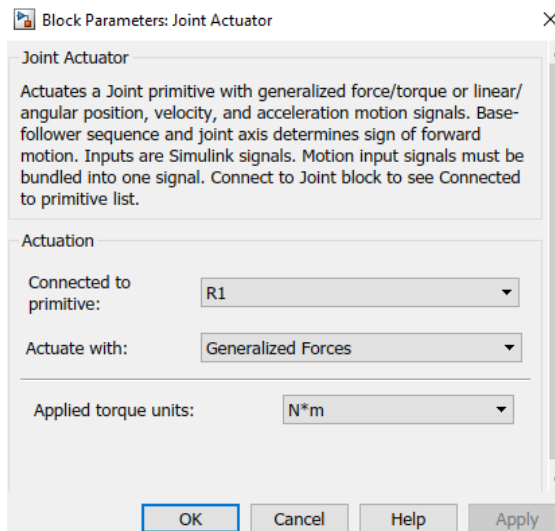 Block Parameters: Joint Actuator
Joint Actuator
Actuates a Joint primitive with generalized force/torque or linear/
angular position, velocity, and acceleration motion signals. Base-
follower sequence and joint axis determines sign of forward
motion. Inputs are Simulink signals. Motion input signals must be
bundled into one signal. Connect to Joint block to see Connected
to primitive list.
Actuation
Connected to
primitive:
R1
Actuate with:
Generalized Forces
Applied torque units:
N*m
OK Cancel Help Apply